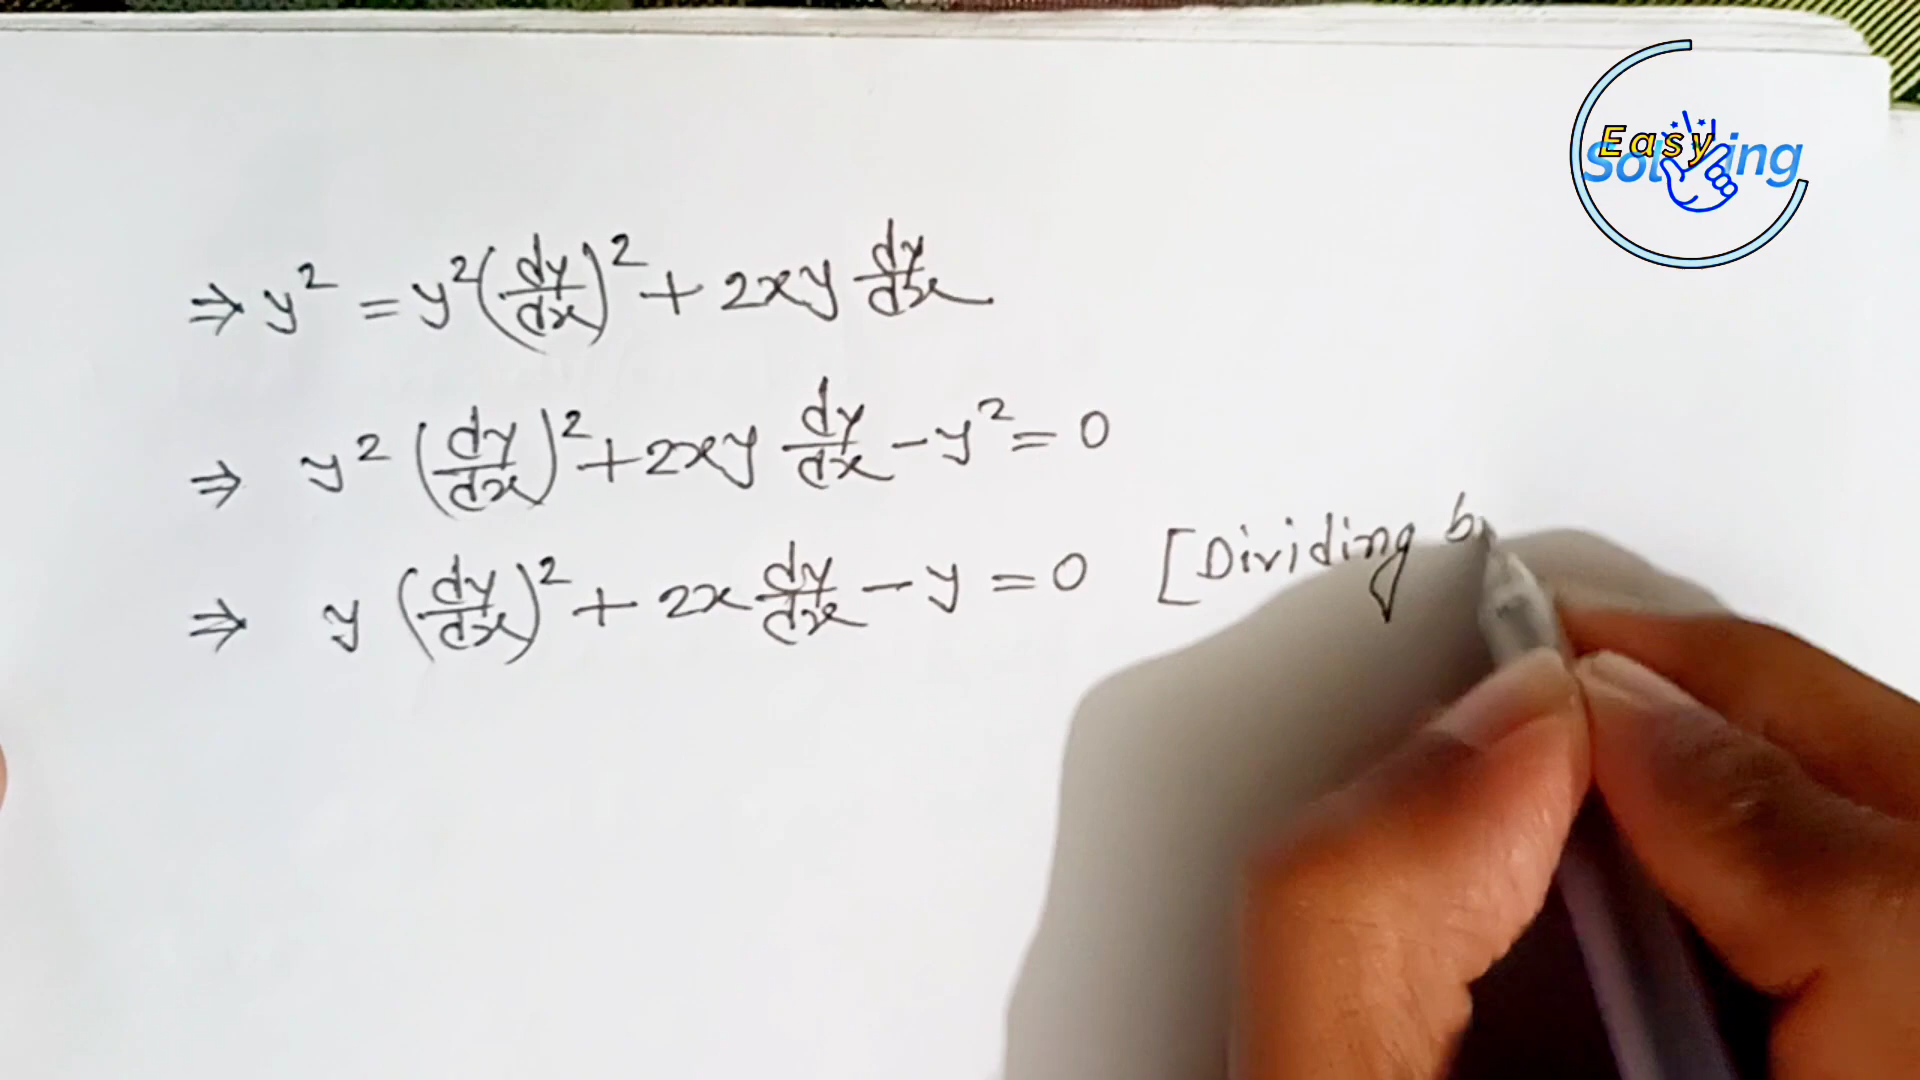 Easy
Solving
⇒ y² = y² (dy/dx)² + 2xy dy/dx
⇒ y² (dy/dx)² + 2xy dy/dx - y² = 0
⇒ y (dy/dx)² + 2x dy/dx - y = 0 [Dividing by